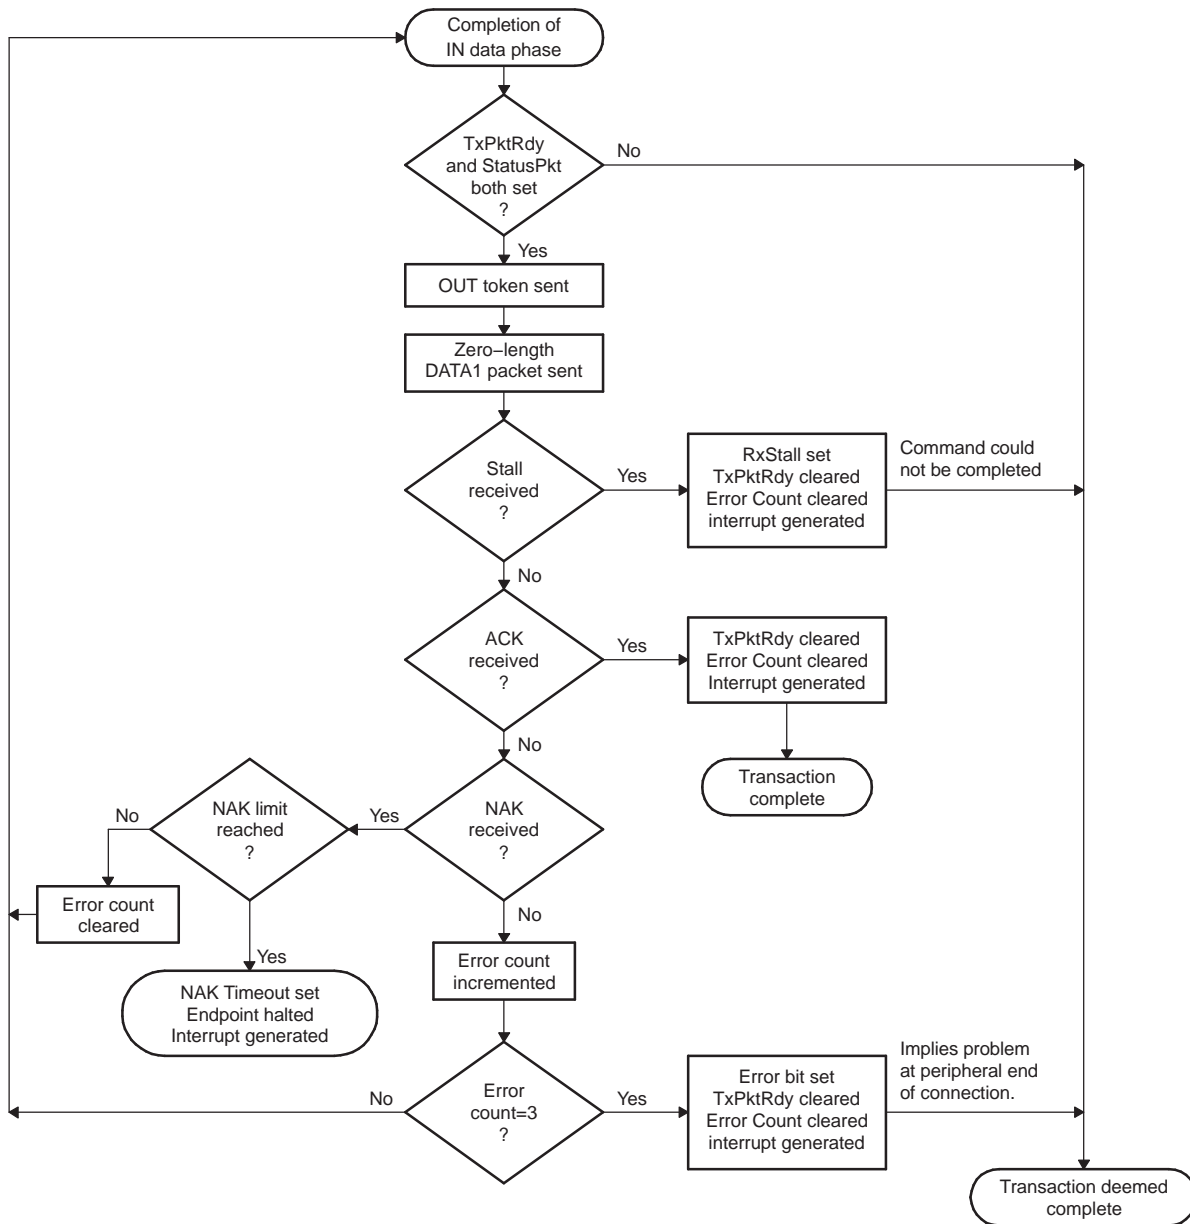 Completion of
IN data phase
TxPktRdy
and StatusPkt
both set
?
No
Yes
OUT token sent
Zero–length
DATA1 packet sent
Stall
received
?
Yes
RxStall set
TxPktRdy cleared
Error Count cleared
interrupt generated
Command could
not be completed
No
ACK
received
?
Yes
TxPktRdy cleared
Error Count cleared
Interrupt generated
No
Transaction
complete
NAK
received
?
Yes
NAK limit
reached
?
No
Error count
cleared
Yes
NAK Timeout set
Endpoint halted
Interrupt generated
No
Error count
incremented
Error
count=3
?
No
Yes
Error bit set
TxPktRdy cleared
Error Count cleared
interrupt generated
Implies problem
at peripheral end
of connection.
Transaction deemed
complete